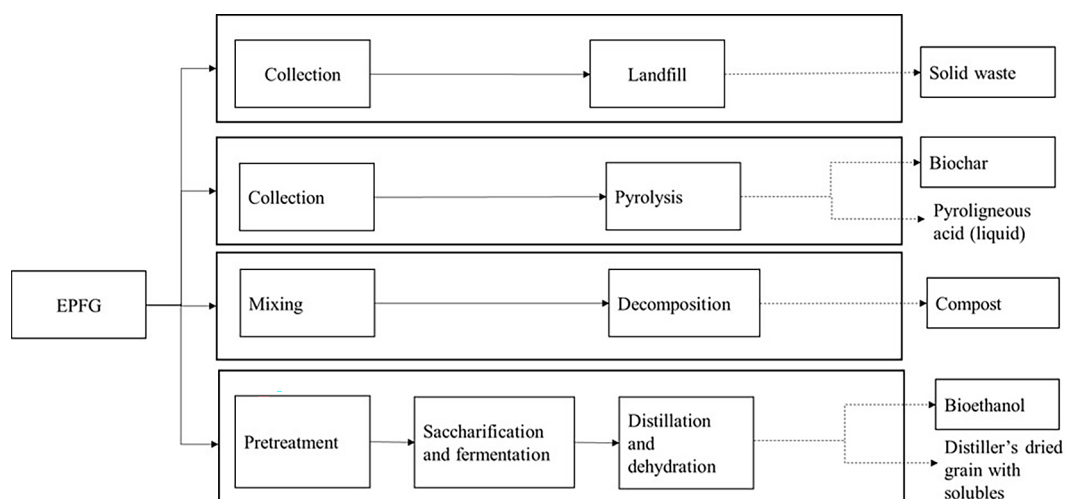 Collection
Landfill
Solid waste
Collection
Pyrolysis
Biochar
Pyroligneous
acid (liquid)
EPFG
Mixing
Decomposition
Compost
Pretreatment
Saccharification
and fermentation
Distillation
and
dehydration
Bioethanol
Distiller’s dried
grain with
solubles